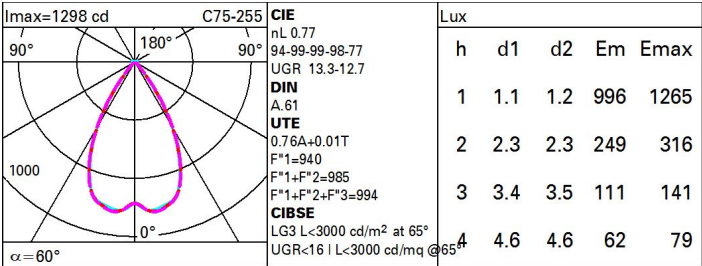 Imax=1298 cd C75-255
90° 180° 90°
1000
0°
α=60°
CIE
nL 0.77
94-99-99-98-77
UGR 13.3-12.7
DIN
A.61
UTE
0.76A+0.01T
F"1=940
F"1+F"2=985
F"1+F"2+F"3=994
CIBSE
LG3 L<3000 cd/m² at 65°
UGR<16 | L<3000 cd/mq @65°
Lux
h d1 d2 Em Emax
1 1.1 1.2 996 1265
2 2.3 2.3 249 316
3 3.4 3.5 111 141
4 4.6 4.6 62 79